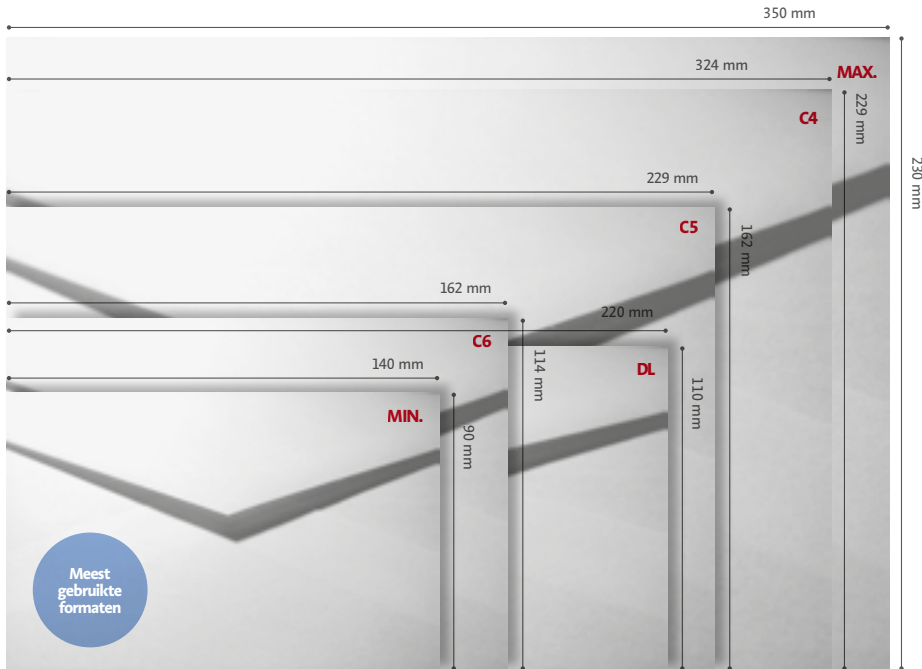 350 mm
324 mm
MAX.
229 mm
C4
230 mm
229 mm
C5
162 mm
162 mm
220 mm
C6
114 mm
DL
110 mm
140 mm
MIN.
90 mm
Meest
gebruikte
formaten